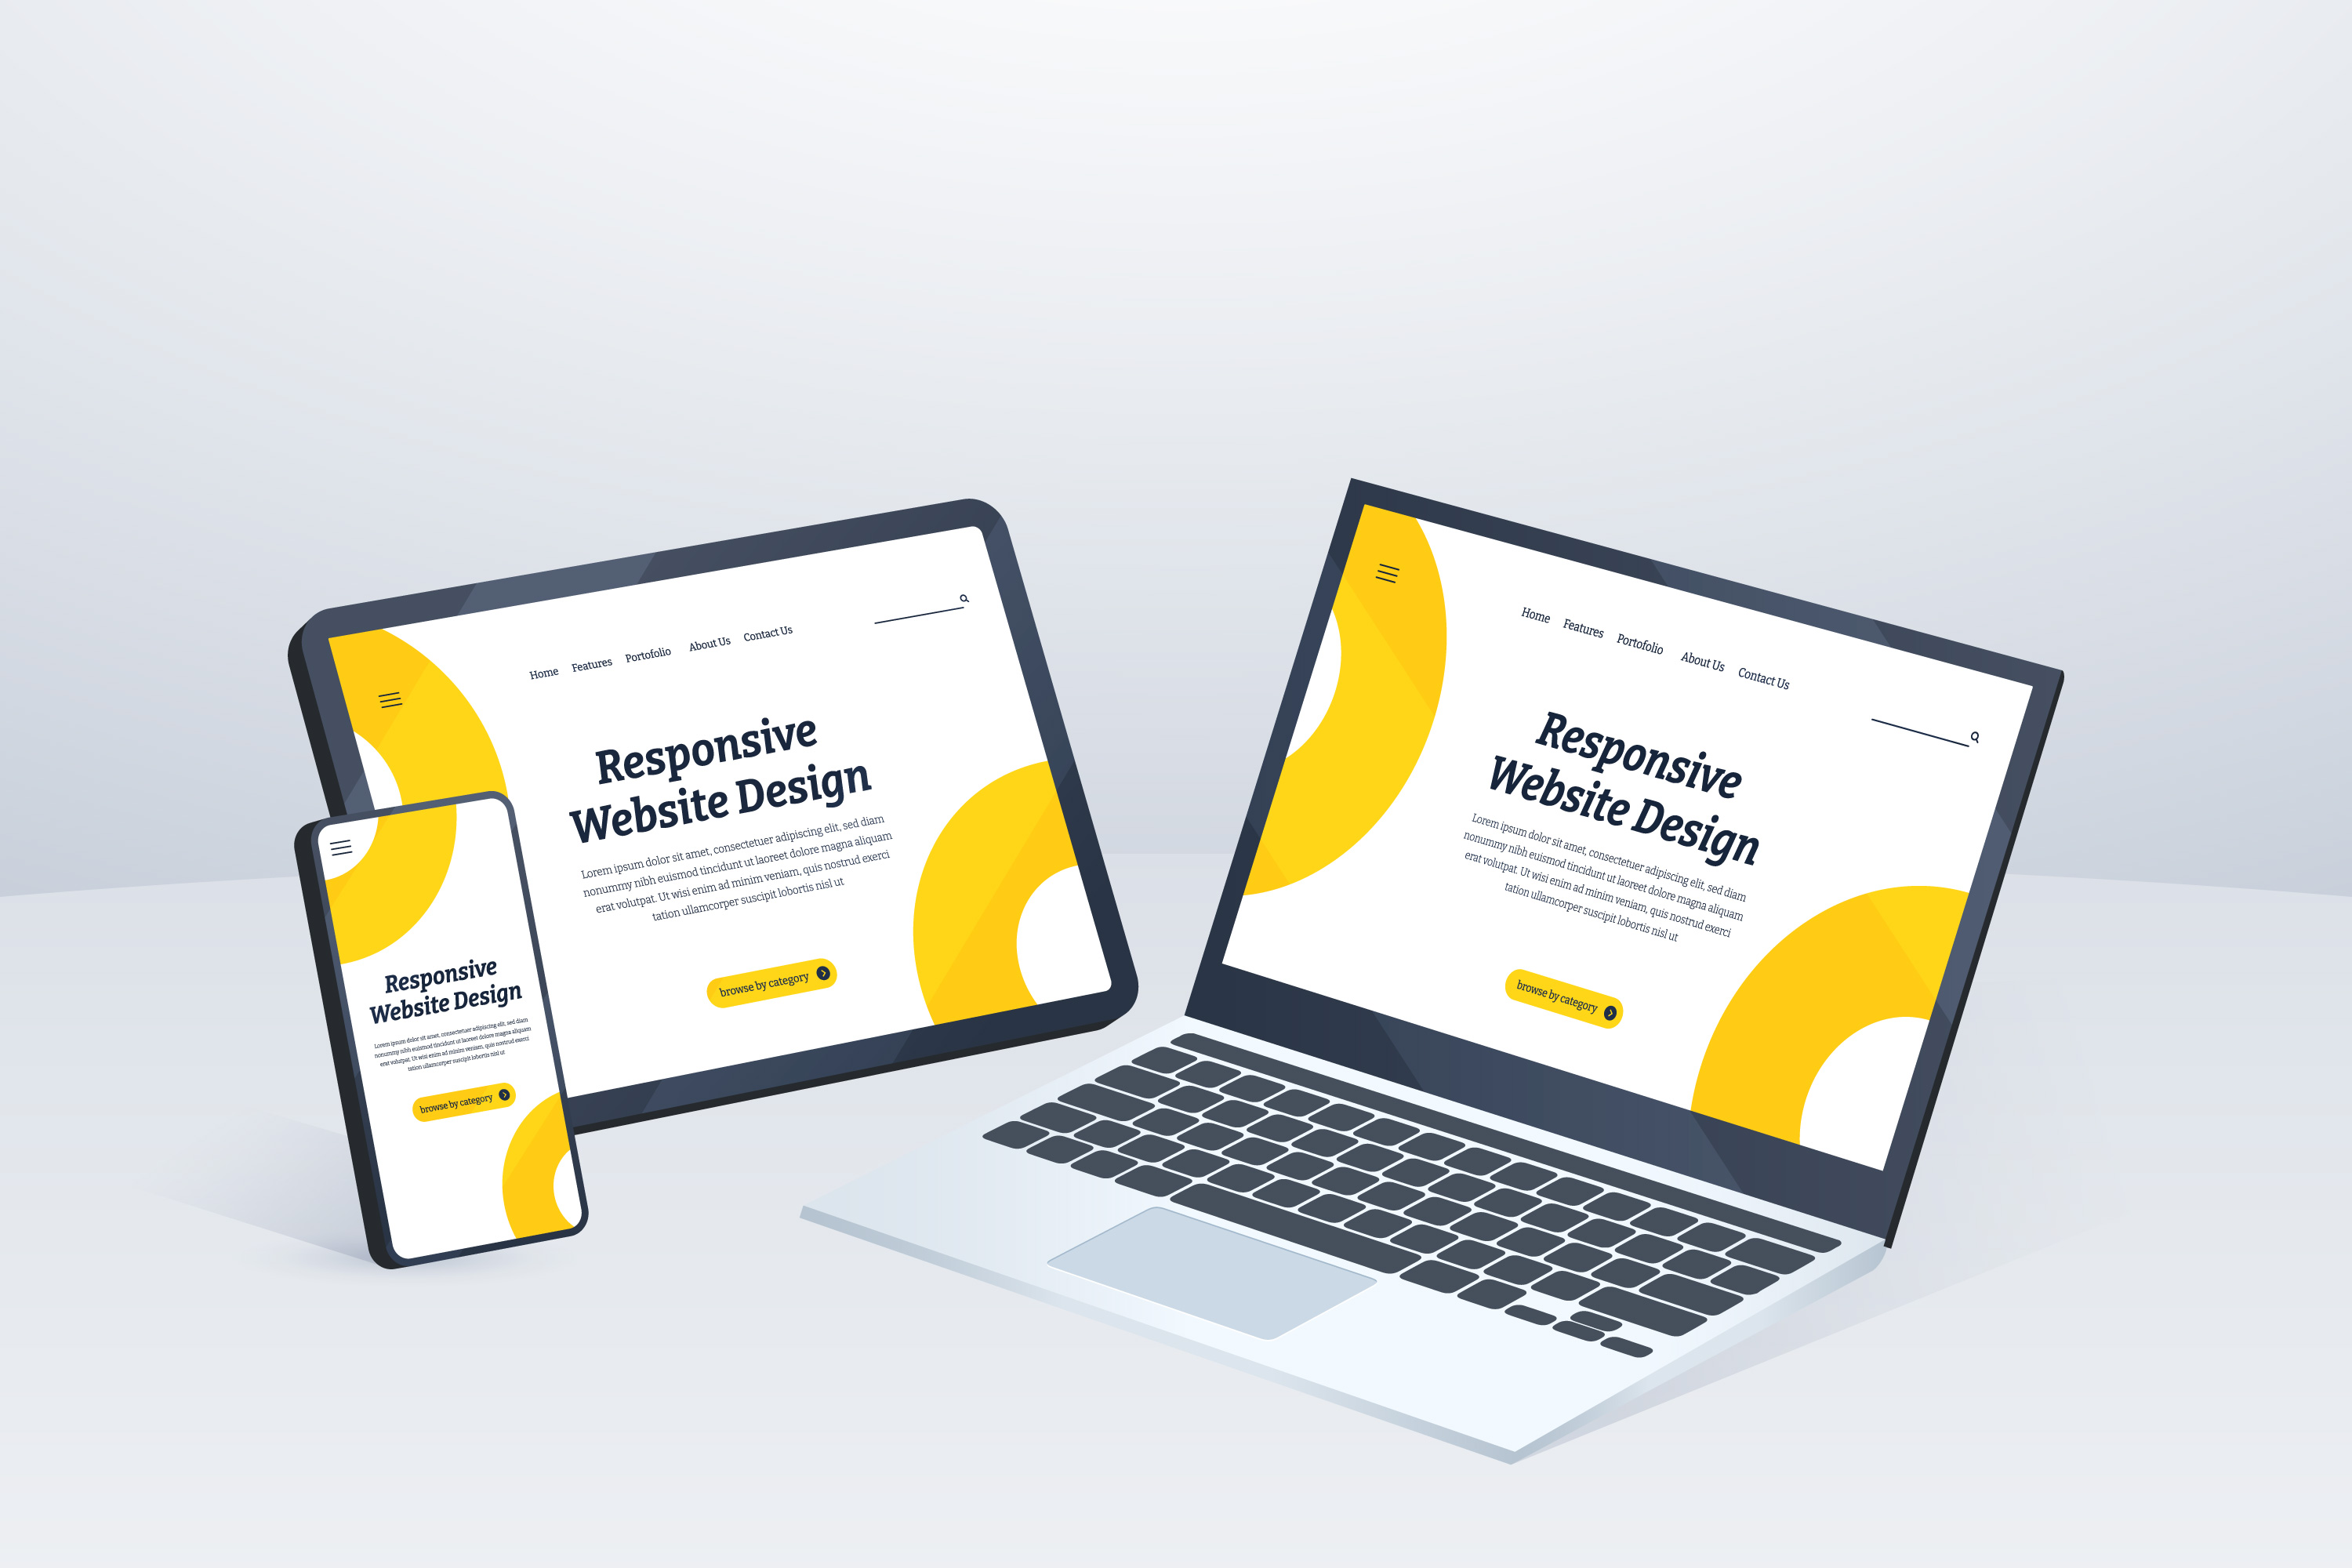 Home Features Portofolio About Us Contact Us
Responsive
Website Design
Lorem ipsum dolor sit amet, consectetuer adipiscing elit, sed diam
nonummy nibh euismod tincidunt ut laoreet dolore magna aliquam
erat volutpat. Ut wisi enim ad minim veniam, quis nostrud exerci
tation ullamcorper suscipit lobortis nisl ut
browse by category
Responsive
Website Design
Lorem ipsum dolor sit amet, consectetuer adipiscing elit, sed diam
nonummy nibh euismod tincidunt ut laoreet dolore magna aliquam
erat volutpat. Ut wisi enim ad minim veniam, quis nostrud exerci
tation ullamcorper suscipit lobortis nisl ut
browse by category
Home Features Portofolio About Us Contact Us
Responsive
Website Design
Lorem ipsum dolor sit amet, consectetuer adipiscing elit, sed diam
nonummy nibh euismod tincidunt ut laoreet dolore magna aliquam
erat volutpat. Ut wisi enim ad minim veniam, quis nostrud exerci
tation ullamcorper suscipit lobortis nisl ut
browse by category